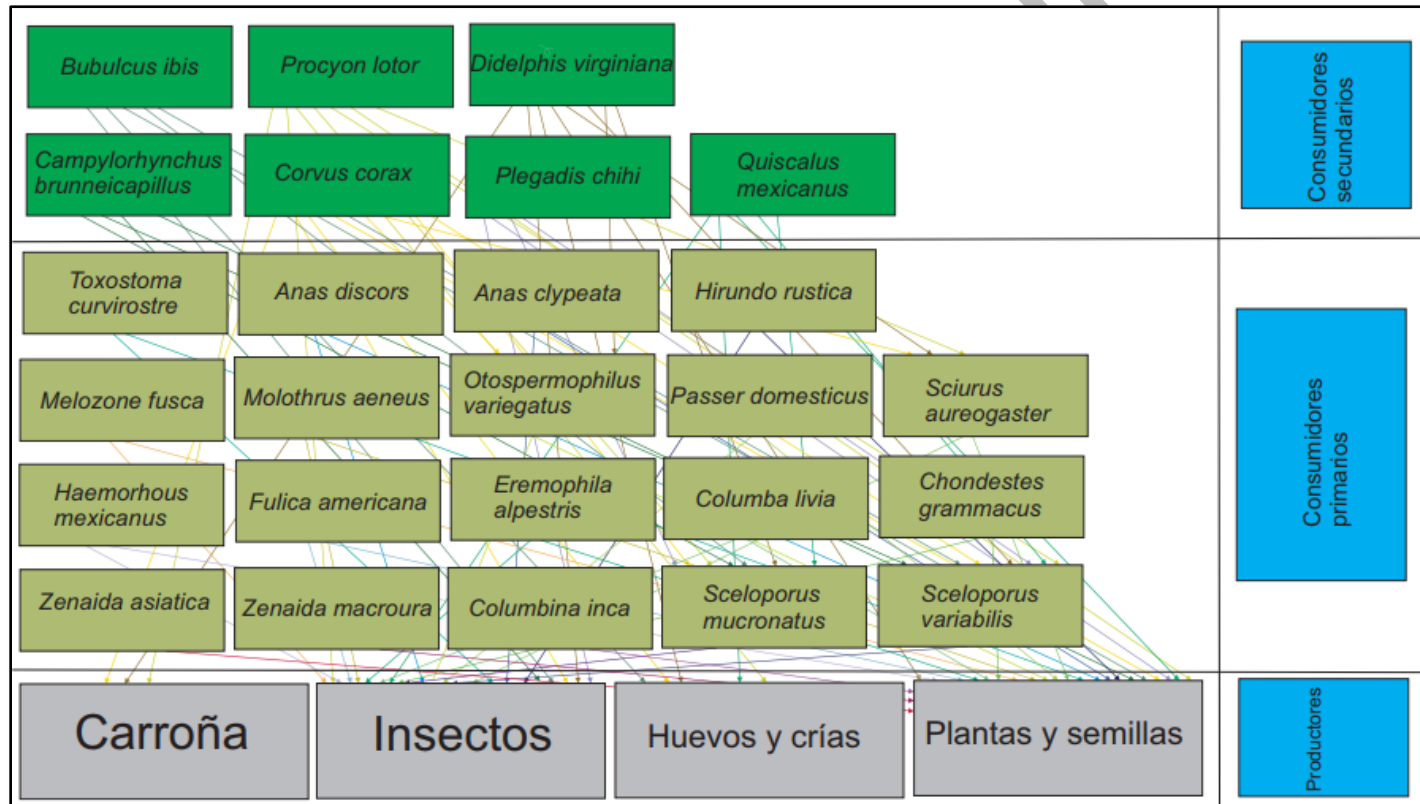 Bubulcus ibis
Procyon lotor
Didelphis virginiana
Consumidores
secundarios
Campylorhynchus
brunneicapillus
Corvus corax
Plegadis chihi
Quiscalus
mexicanus
Toxostoma
curvirostre
Anas discors
Anas clypeata
Hirundo rustica
Consumidores
primarios
Melozone fusca
Molothrus aeneus
Otospermophilus
variegatus
Passer domesticus
Sciurus
aureogaster
Haemorhous
mexicanus
Fulica americana
Eremophila
alpestris
Columba livia
Chondestes
grammacus
Zenaida asiatica
Zenaida macroura
Columbina inca
Sceloporus
mucronatus
Sceloporus
variabilis
Carroña
Insectos
Huevos y crías
Plantas y semillas
Productores